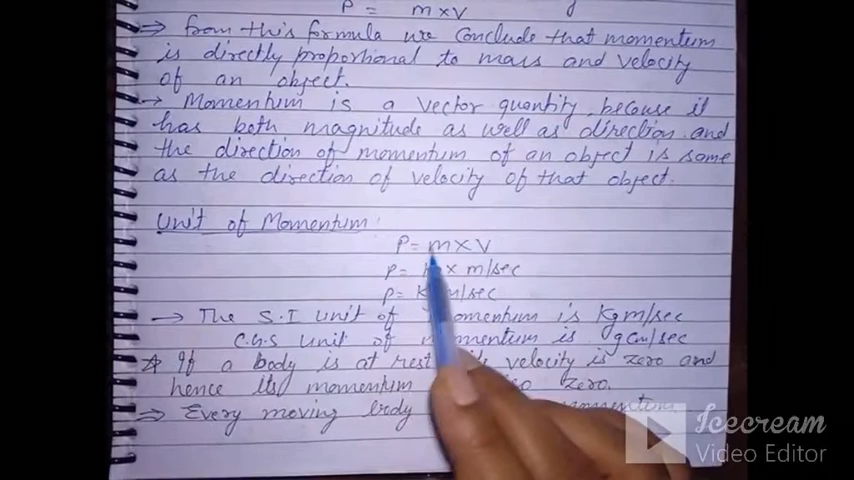 P = m×V
⇒ from this formula we conclude that momentum
is directly proportional to mass and velocity
of an object.
→ Momentum is a vector quantity, because it
has both magnitude as well as direction and
the direction of momentum of an object is same
as the direction of velocity of that object.
Unit of Momentum:
P= m×V
P= × m/sec
P= m/sec
→ The S.I unit of momentum is Kgm/sec
C.G.S unit of momentum is gcm/sec
☆ If a body is at rest its velocity is zero and
hence its momentum is also zero.
⇒ Every moving body momentum
Icecream
Video Editor